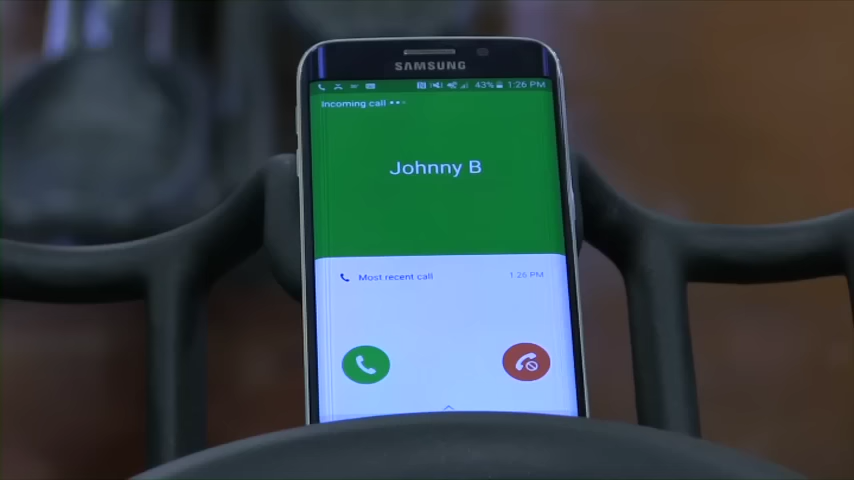 SAMSUNG
43% 1:26 PM
Incoming call
Johnny B
Most recent call 1:26 PM